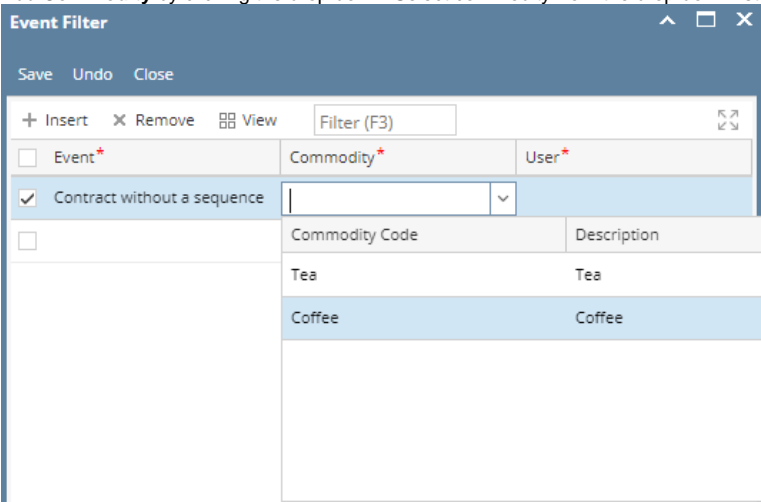 Event Filter
Save Undo Close
Insert Remove View Filter (F3)
Event* Commodity* User*
Contract without a sequence
Commodity Code Description
Tea Tea
Coffee Coffee